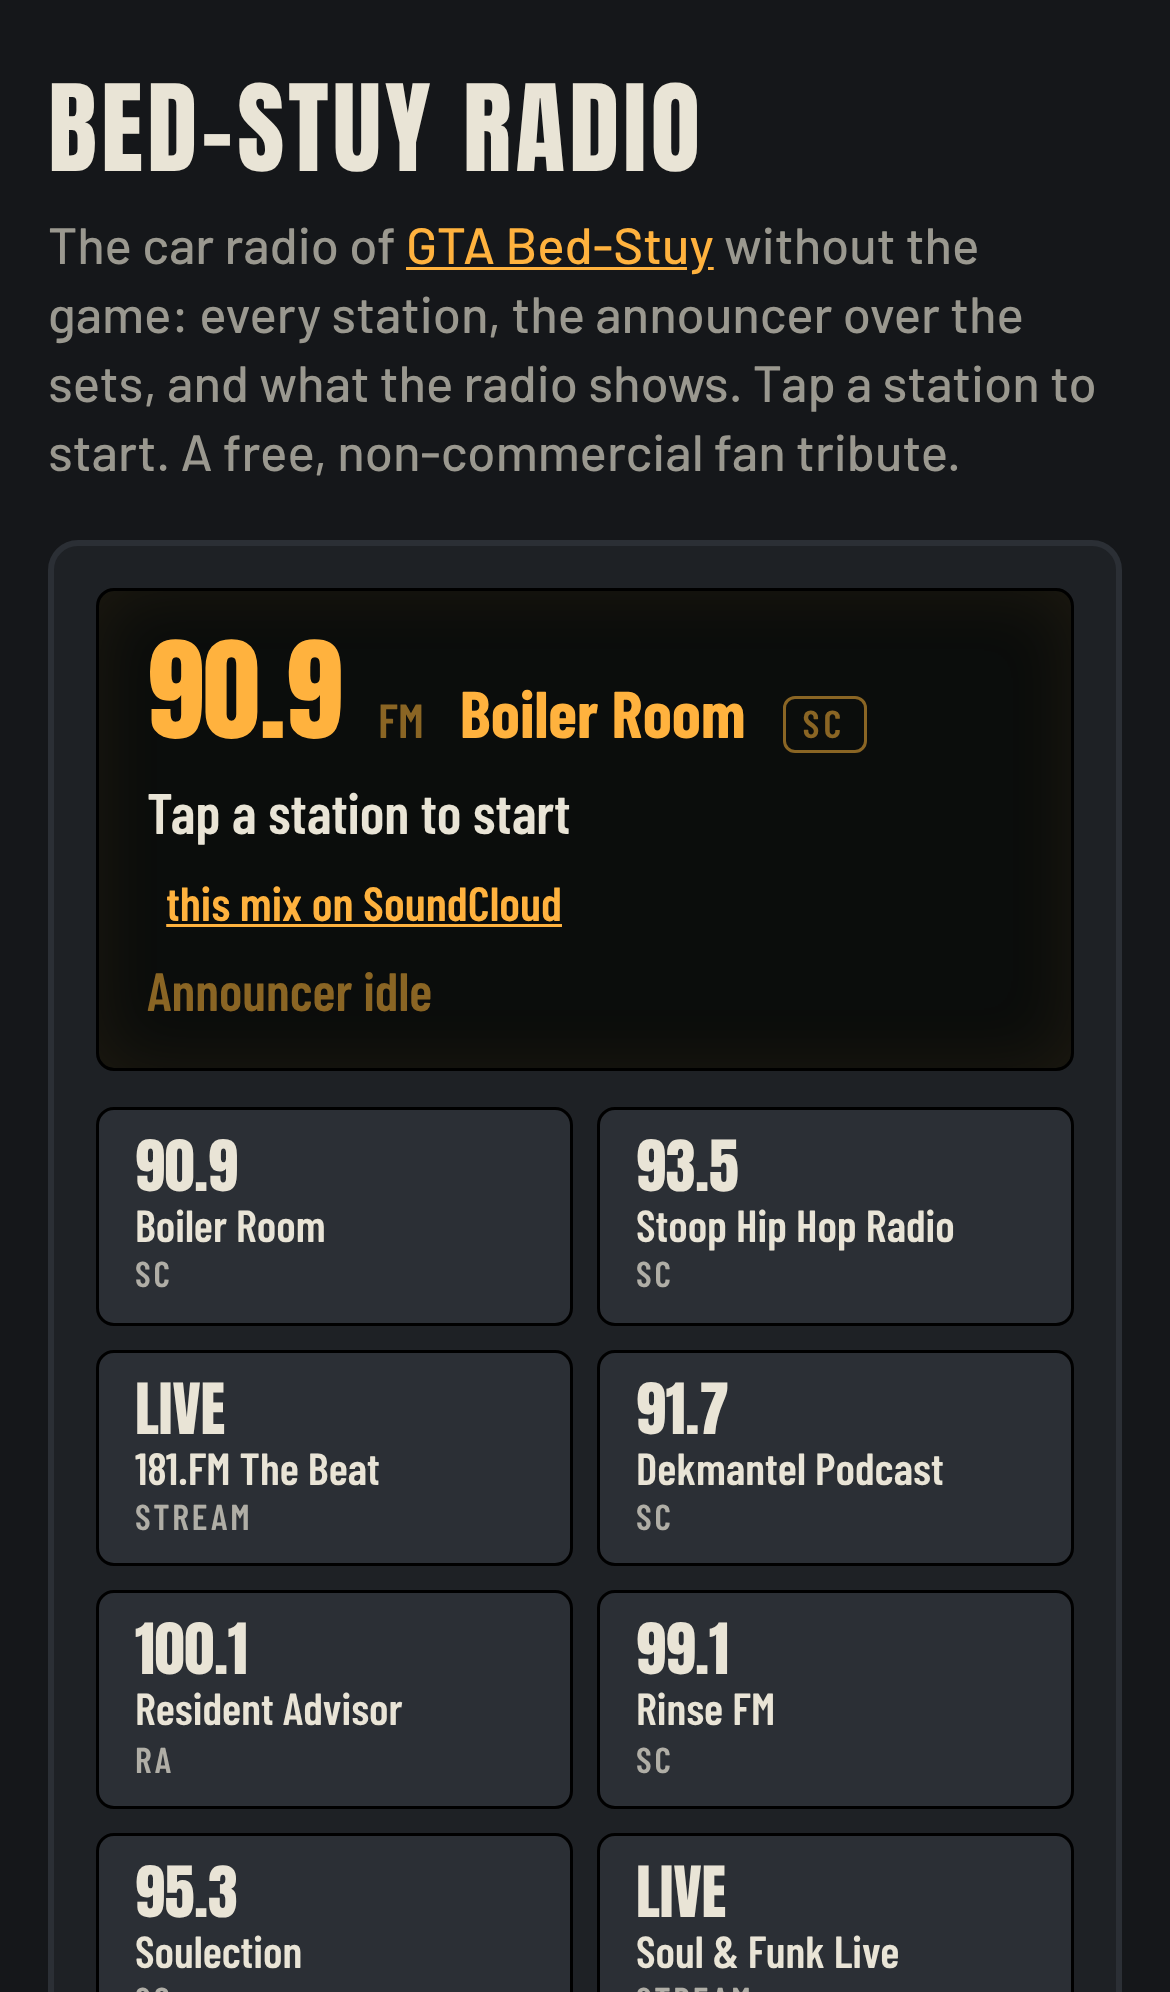 BED-STUY RADIO
The car radio of GTA Bed-Stuy without the
game: every station, the announcer over the
sets, and what the radio shows. Tap a station to
start. A free, non-commercial fan tribute.
90.9 FM Boiler Room SC
Tap a station to start
this mix on SoundCloud
Announcer idle
90.9
Boiler Room
SC
93.5
Stoop Hip Hop Radio
SC
LIVE
181.FM The Beat
STREAM
91.7
Dekmantel Podcast
SC
100.1
Resident Advisor
RA
99.1
Rinse FM
SC
95.3
Soulection
LIVE
Soul & Funk Live